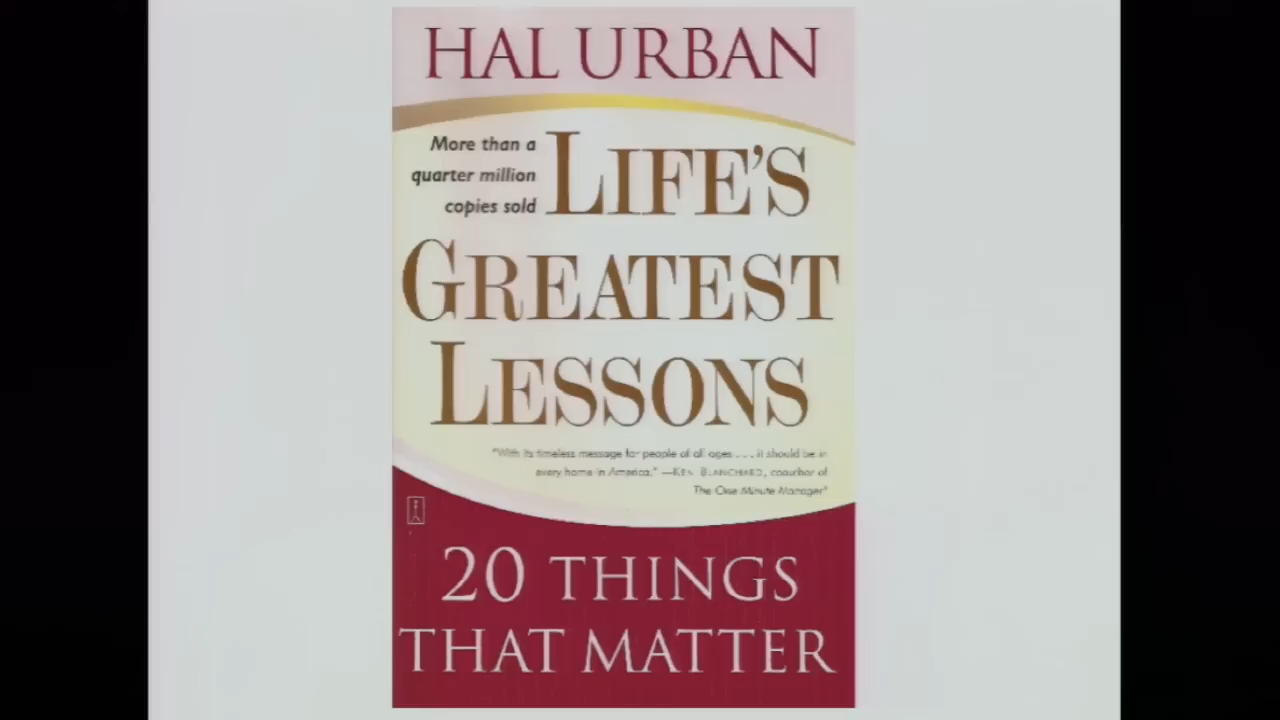 HAL URBAN
More than a
quarter million
copies sold
LIFE'S
GREATEST
LESSONS
"With its timeless message for people of all ages . . . it should be in
every home in America." —KEN BLANCHARD, coauthor of
The One Minute Manager®
20 THINGS
THAT MATTER